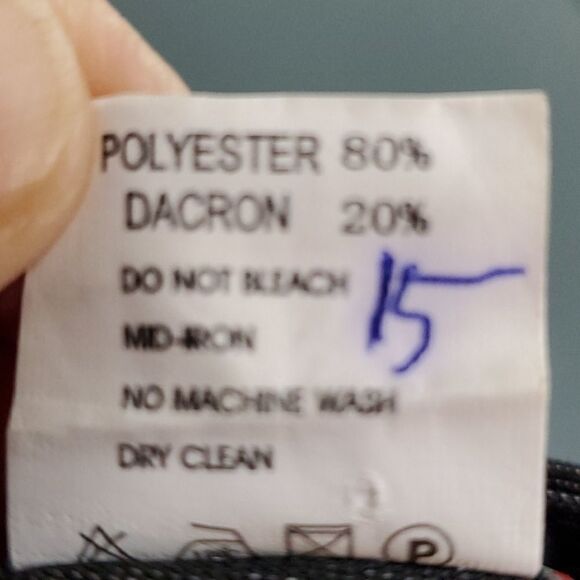 POLYESTER 80%
DACRON 20%
DO NOT BLEACH
15
MID-IRON
NO MACHINE WASH
DRY CLEAN
P